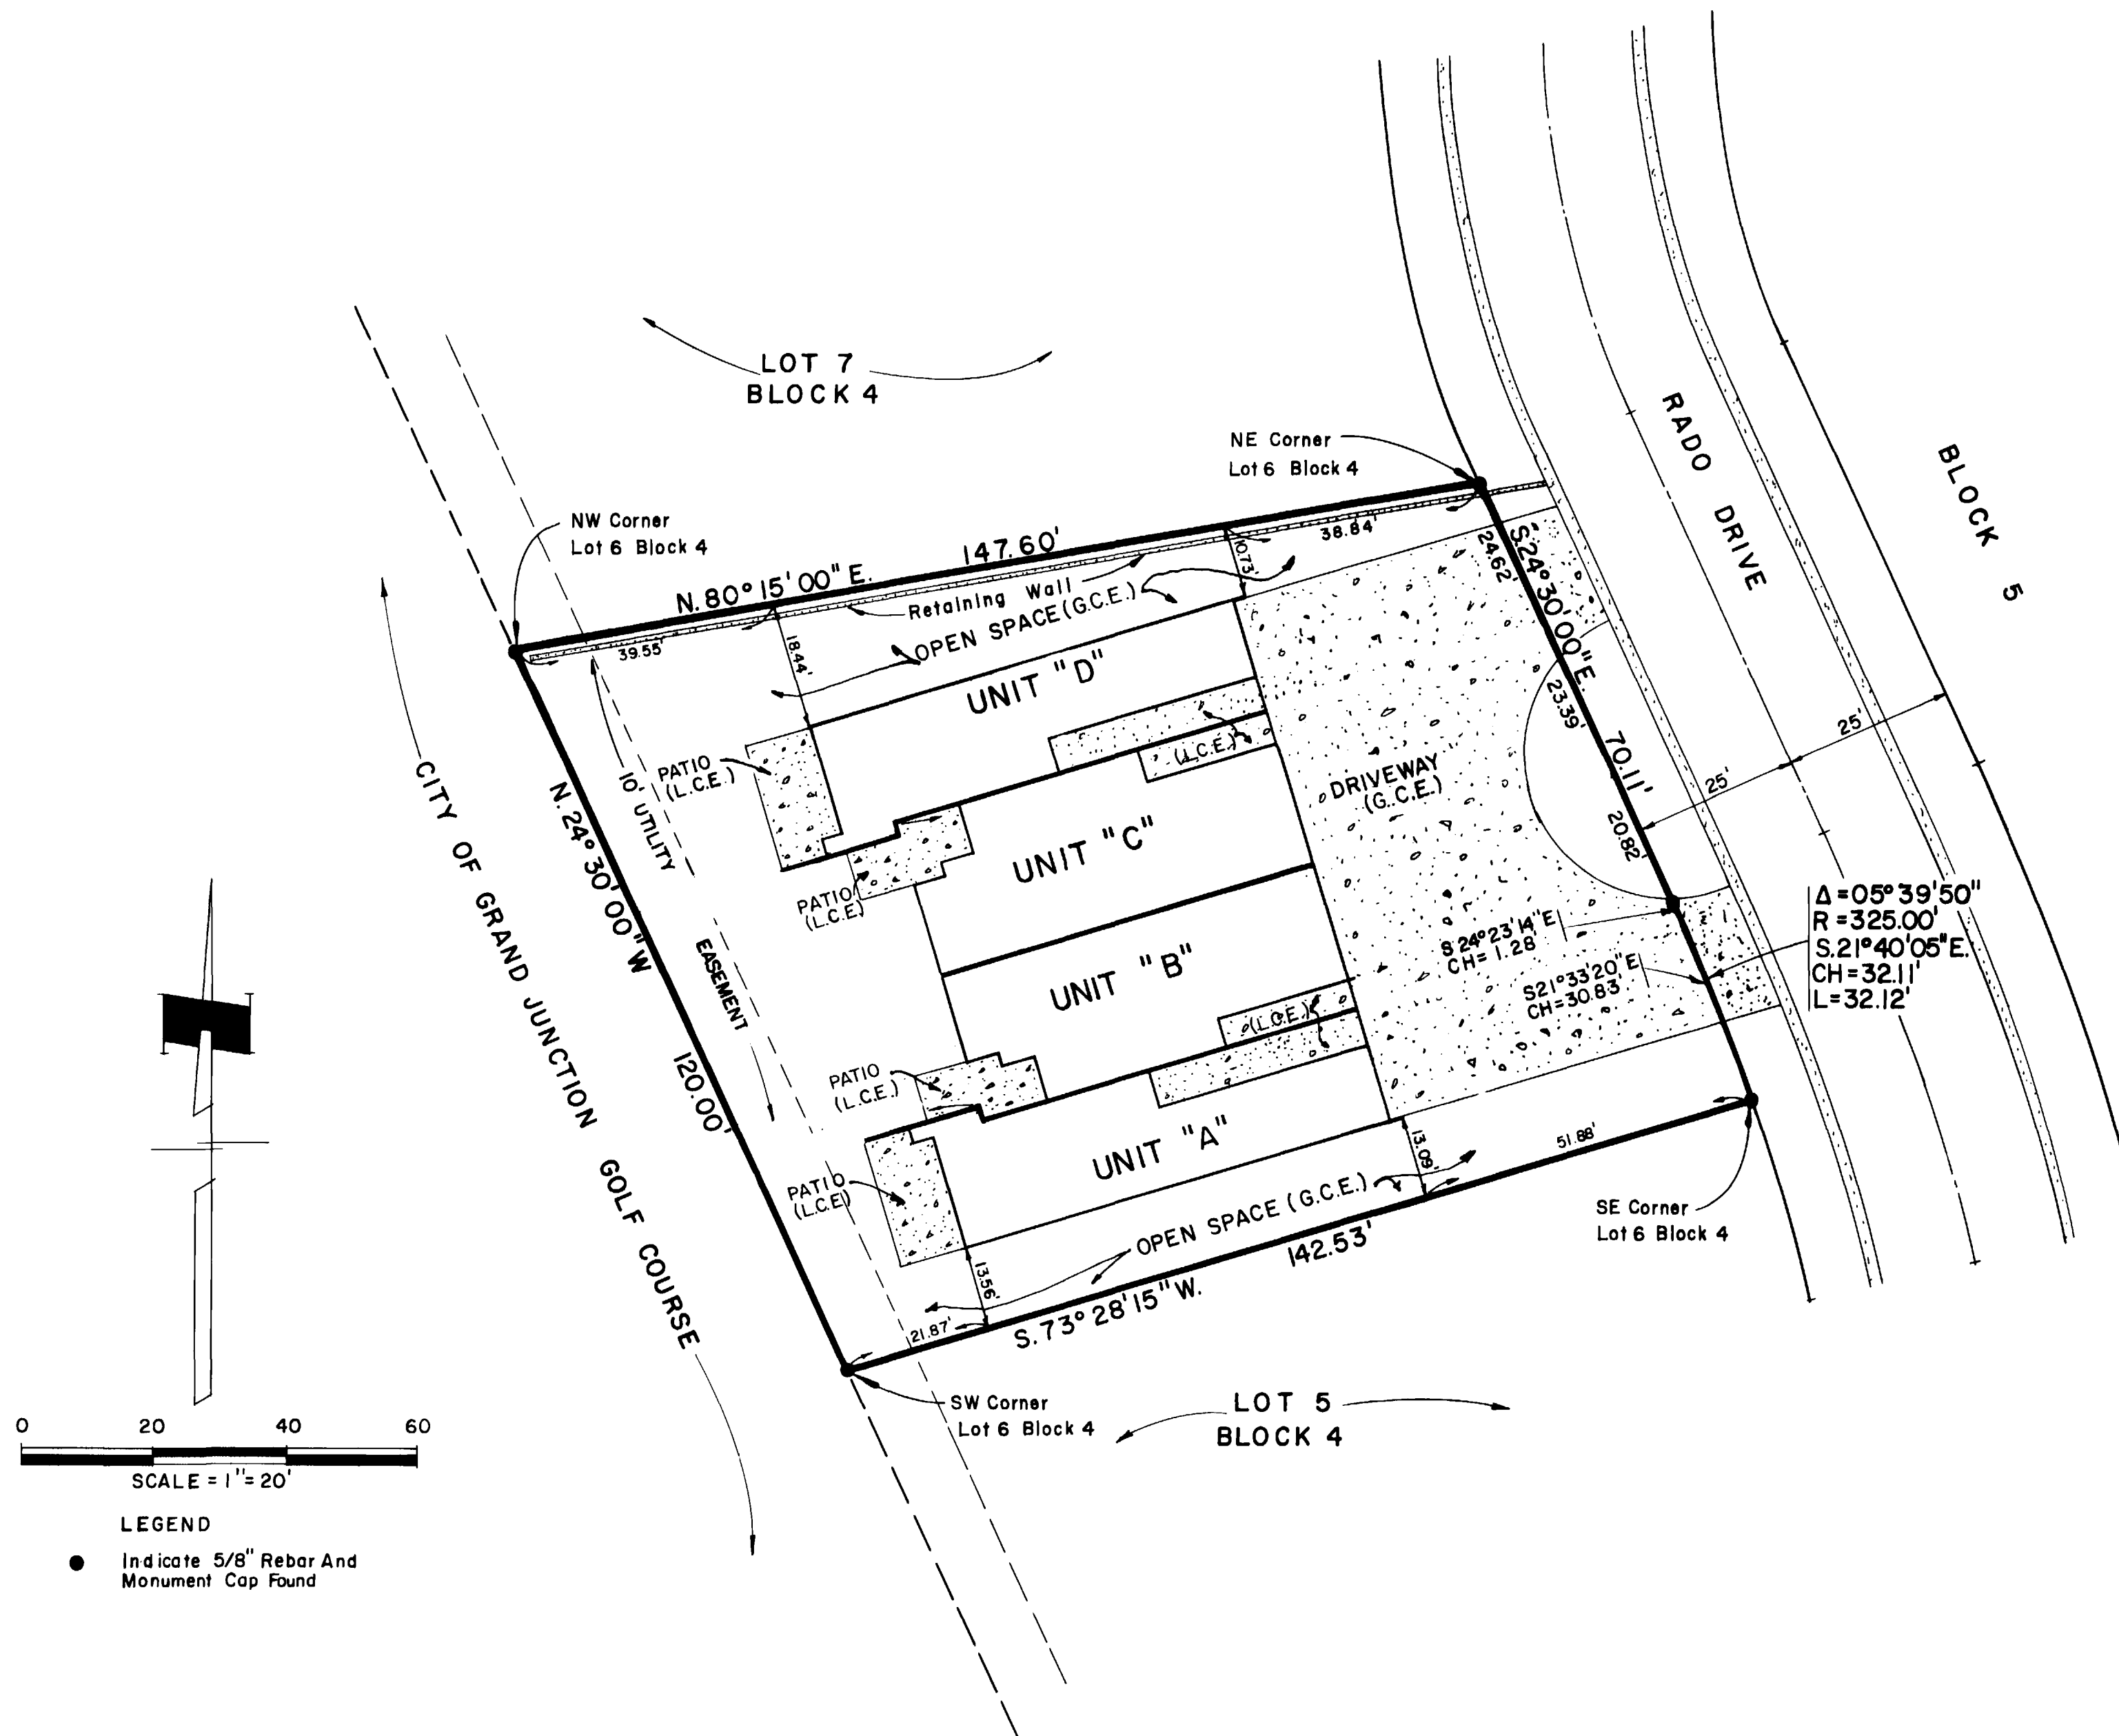 LOT 7
BLOCK 4
NE Corner
Lot 6 Block 4
NW Corner
Lot 6 Block 4
RADO DRIVE
BLOCK 5
N. 80° 15' 00" E.
147.60'
39.55'
38.84'
Retaining Wall
OPEN SPACE (G.C.E.)
18.44'
10.73'
S. 24° 30' 00" E.
70.11'
24.62'
23.39'
20.82'
25'
25'
UNIT "D"
(L.C.E.)
PATIO
(L.C.E.)
10' UTILITY
EASEMENT
DRIVEWAY
(G.C.E.)
UNIT "C"
PATIO
(L.C.E.)
N. 24° 30' 00" W
120.00'
CITY OF GRAND JUNCTION GOLF COURSE
UNIT "B"
(L.C.E.)
S 24° 23' 14" E
CH = 1.28'
S 21° 33' 20" E
CH = 30.83'
Δ = 05° 39' 50"
R = 325.00'
S. 21° 40' 05" E.
CH = 32.11'
L = 32.12'
PATIO
(L.C.E.)
UNIT "A"
PATIO
(L.C.E)
13.09'
51.88'
OPEN SPACE (G.C.E.)
13.56'
21.87'
S. 73° 28' 15" W.
142.53'
SE Corner
Lot 6 Block 4
SW Corner
Lot 6 Block 4
LOT 5
BLOCK 4
0 20 40 60
SCALE = 1" = 20'
LEGEND
Indicate 5/8" Rebar And
Monument Cap Found